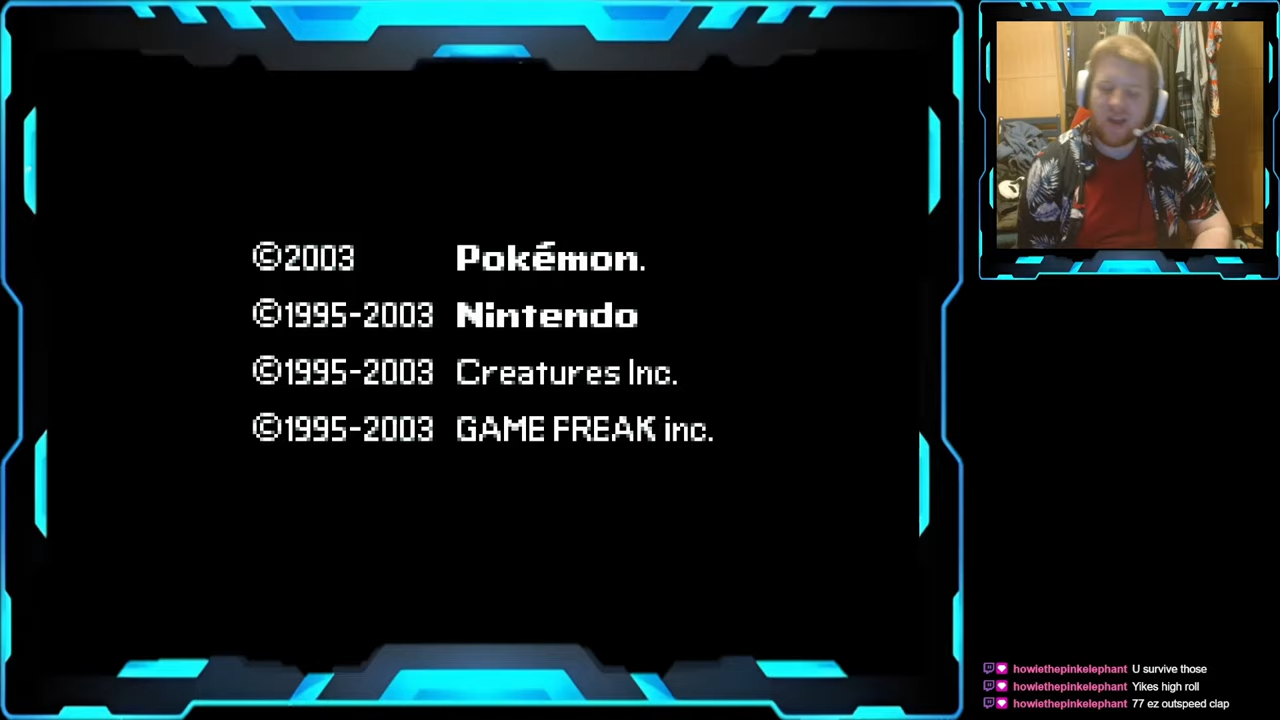 ©2003 Pokémon.
©1995-2003 Nintendo
©1995-2003 Creatures Inc.
©1995-2003 GAME FREAK inc.
howiethepinkelephant U survive those
howiethepinkelephant Yikes high roll
howiethepinkelephant 77 ez outspeed clap